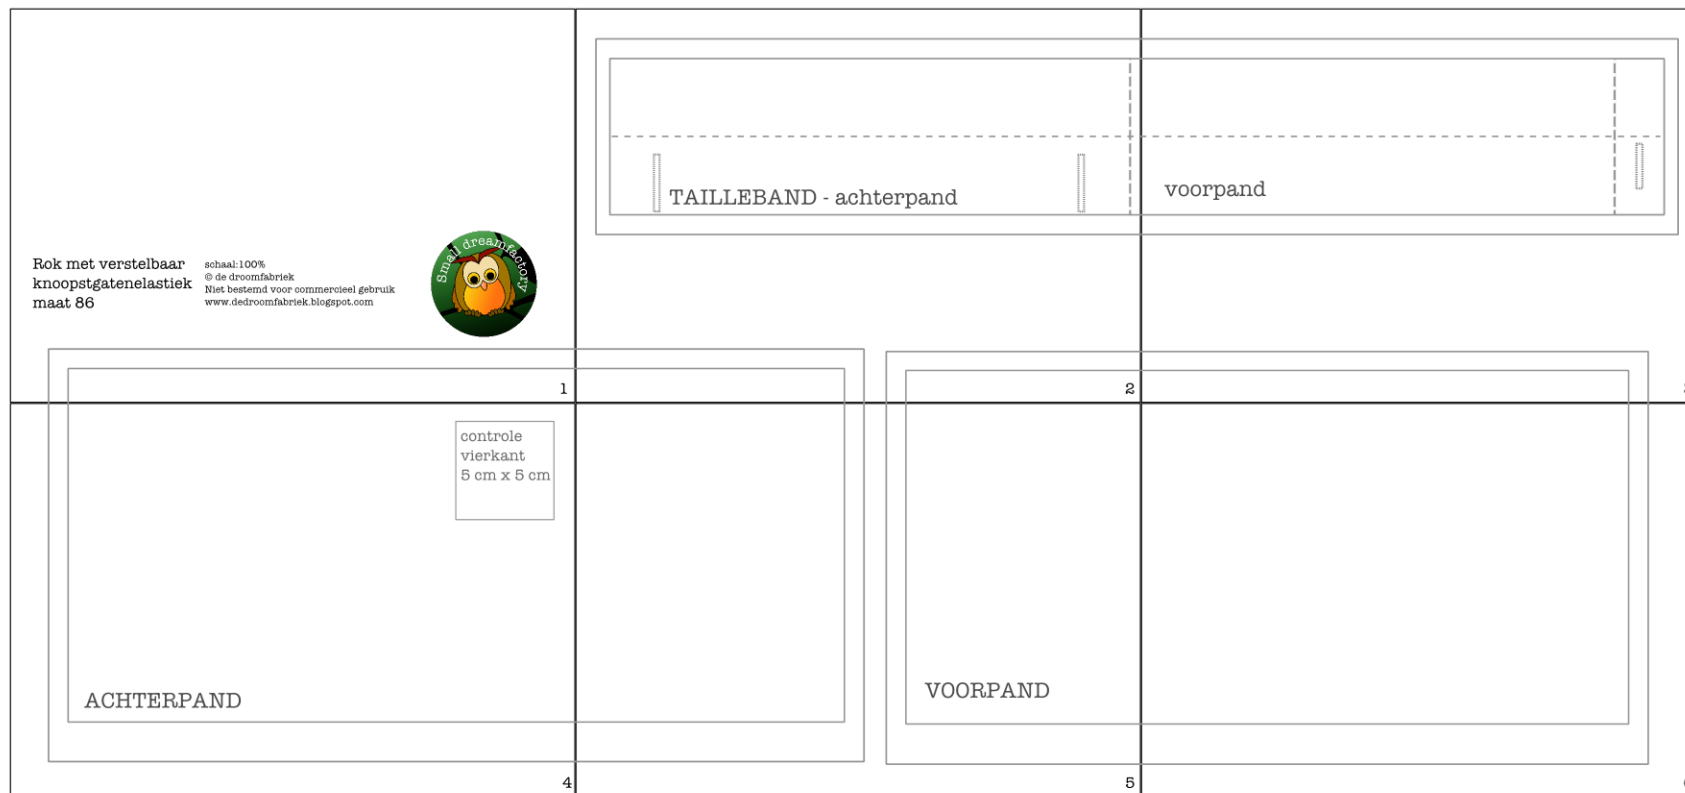 TAILLEBAND - achterpand
voorpand
Small dreamfactory
Rok met verstelbaar
knoopstgatenelastiek
maat 86
schaal:100%
© de droomfabriek
Niet bestemd voor commercieel gebruik
www.dedroomfabriek.blogspot.com
1
2
controle
vierkant
5 cm x 5 cm
ACHTERPAND
VOORPAND
4
5